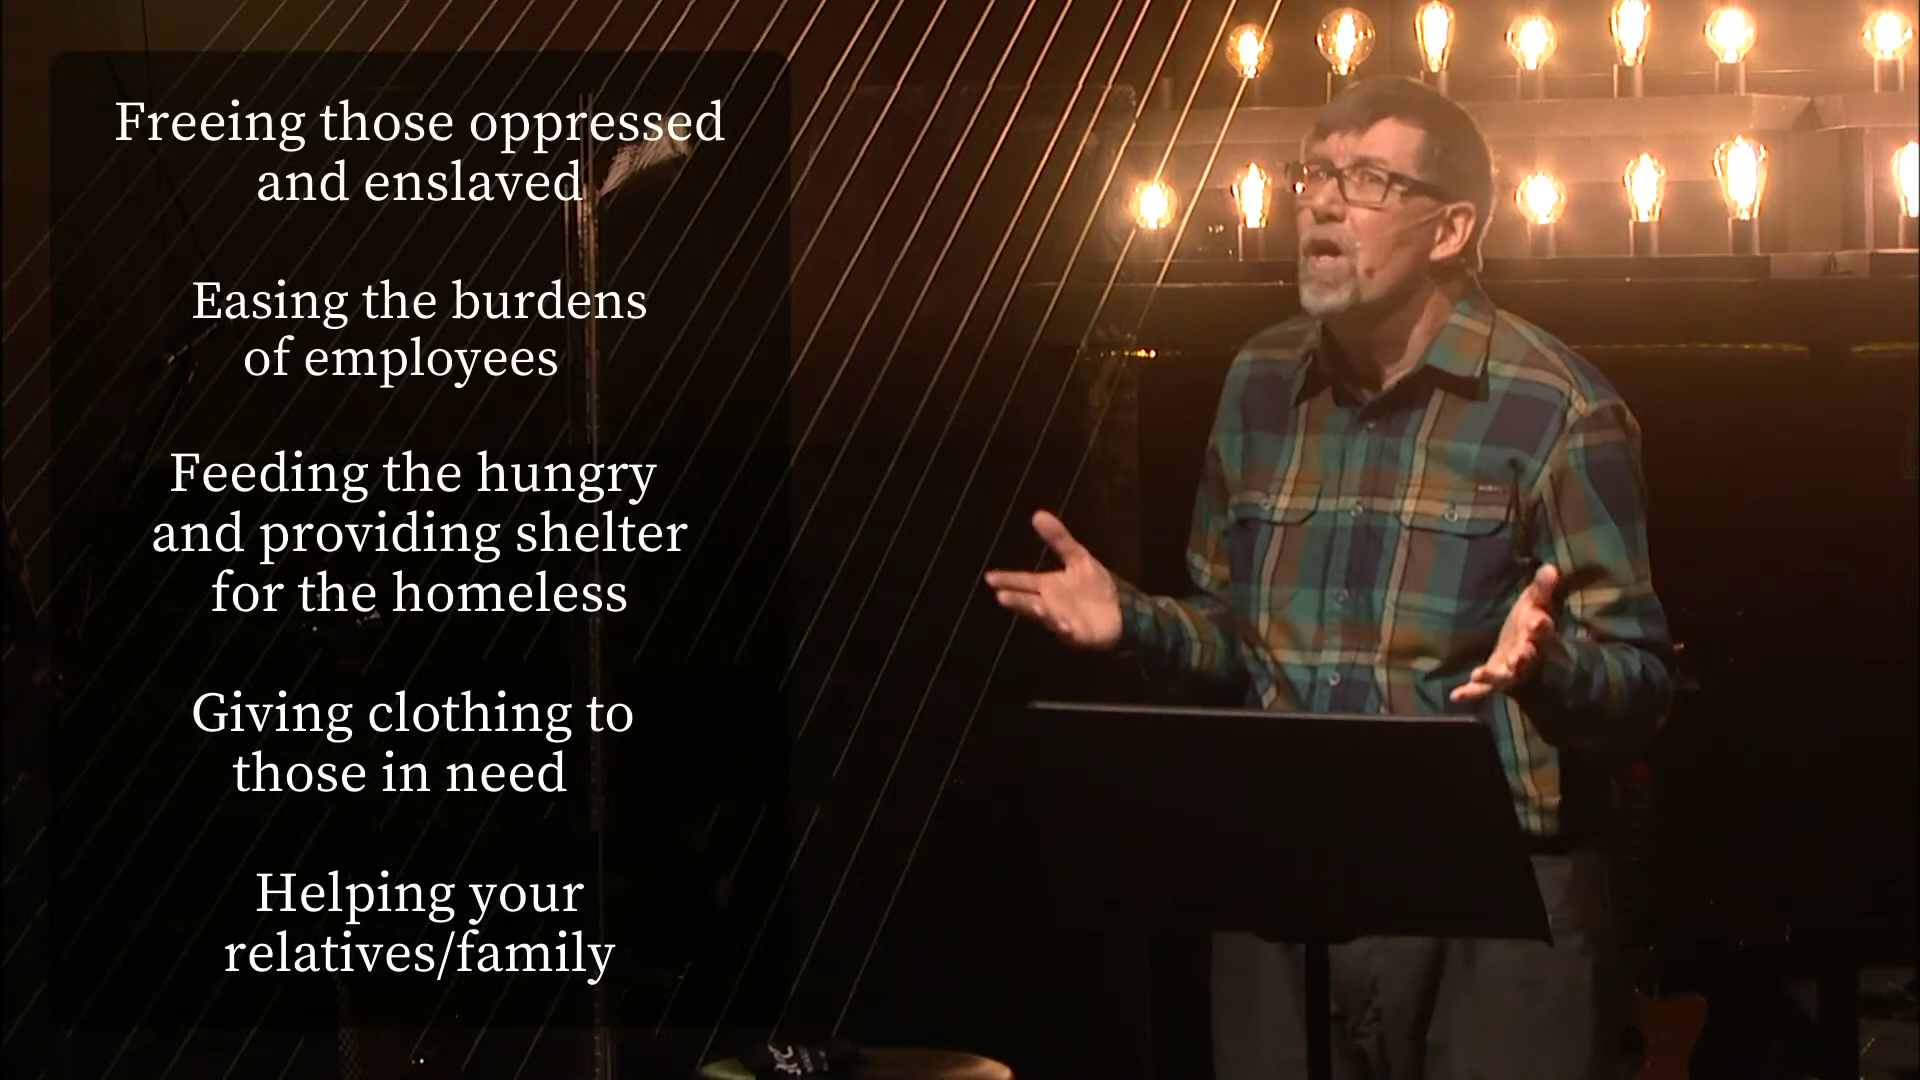 Freeing those oppressed
and enslaved
Easing the burdens
of employees
Feeding the hungry
and providing shelter
for the homeless
Giving clothing to
those in need
Helping your
relatives/family